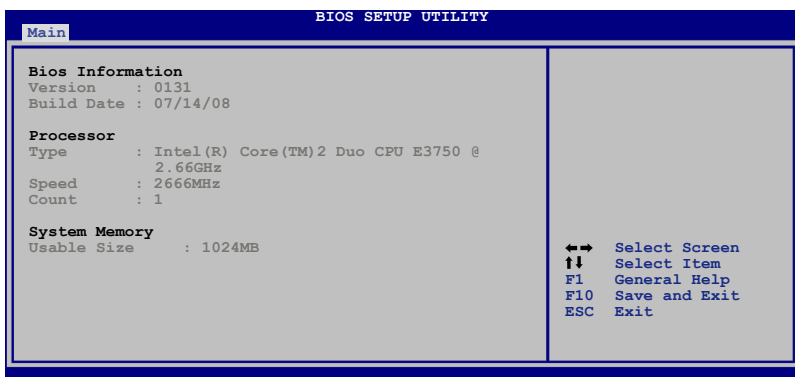 BIOS SETUP UTILITY
Main
Bios Information
Version : 0131
Build Date : 07/14/08
Processor
Type : Intel(R) Core(TM)2 Duo CPU E3750 @
2.66GHz
Speed : 2666MHz
Count : 1
System Memory
Usable Size : 1024MB
←→ Select Screen
↑↓ Select Item
F1 General Help
F10 Save and Exit
ESC Exit